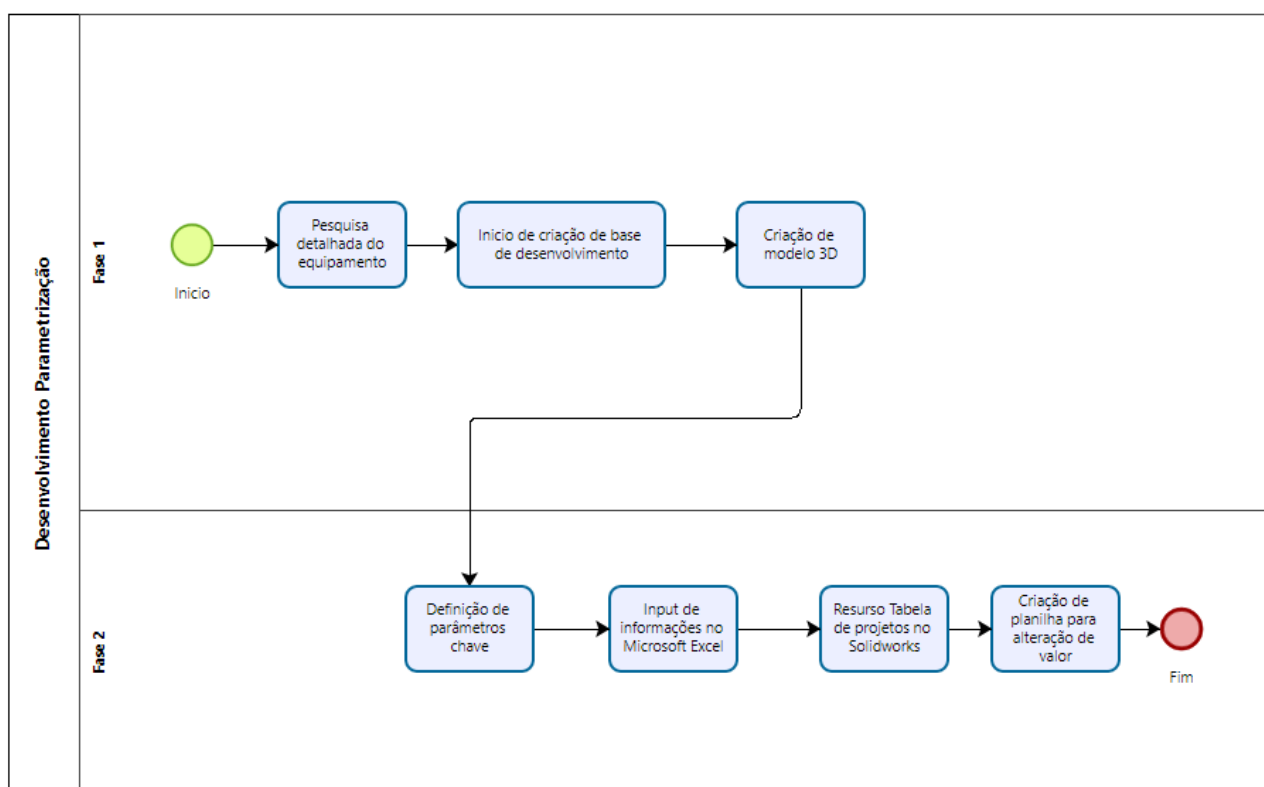 Desenvolvimento Parametrização
Fase 1
Inicio
Pesquisa
detalhada do
equipamento
Inicio de criação de base
de desenvolvimento
Criação de
modelo 3D
Fase 2
Definição de
parâmetros
chave
Input de
informações no
Microsoft Excel
Resurso Tabela
de projetos no
Solidworks
Criação de
planilha para
alteração de
valor
Fim